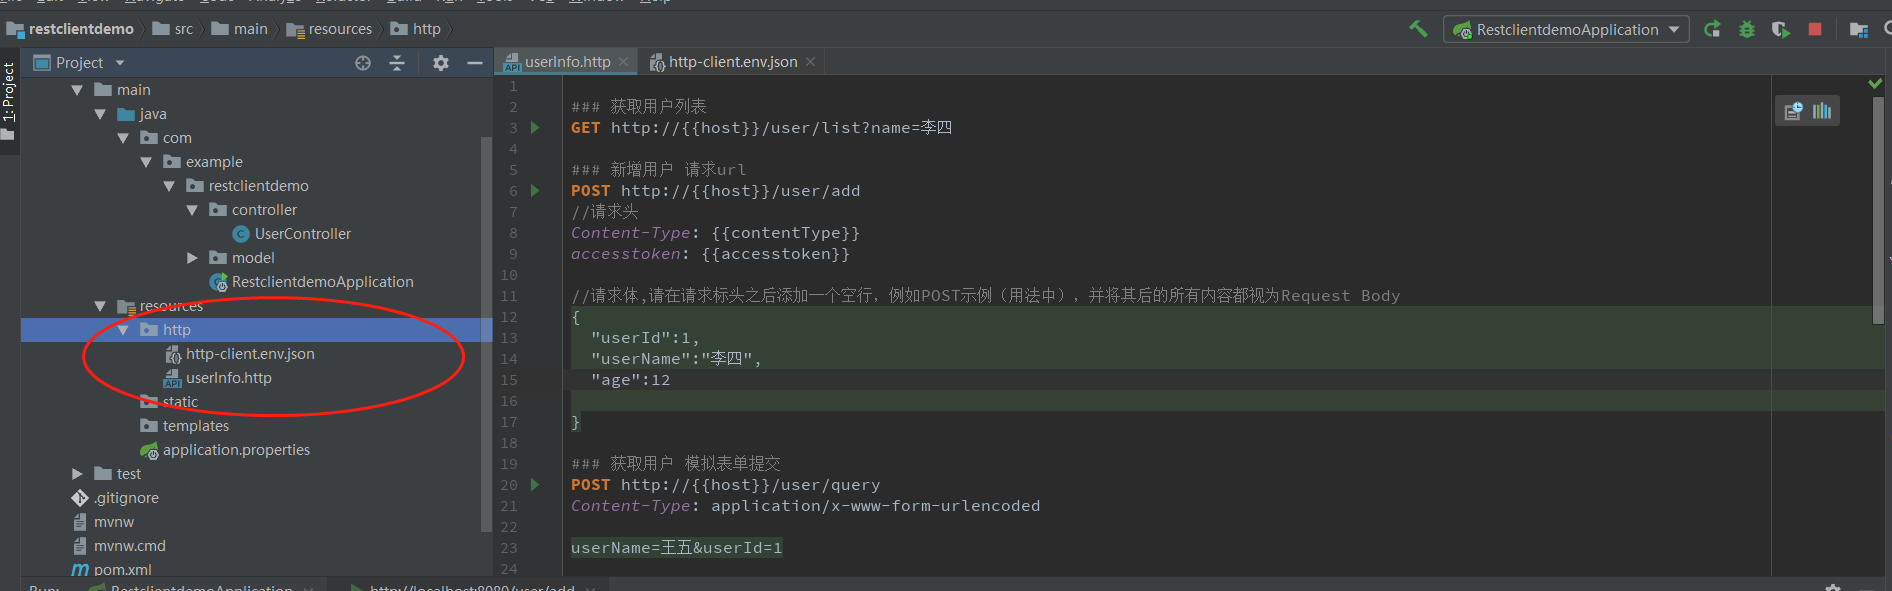 restclientdemo src main resources http RestclientdemoApplication
1: Project
Project
main
java
com
example
restclientdemo
controller
UserController
model
RestclientdemoApplication
resources
http
http-client.env.json
userInfo.http
static
templates
application.properties
test
.gitignore
mvnw
mvnw.cmd
pom.xml
userInfo.http http-client.env.json
1
2 ### 获取用户列表
3 GET http://{{host}}/user/list?name=李四
4
5 ### 新增用户 请求url
6 POST http://{{host}}/user/add
7 //请求头
8 Content-Type: {{contentType}}
9 accesstoken: {{accesstoken}}
10
11 //请求体,请在请求标头之后添加一个空行，例如POST示例（用法中），并将其后的所有内容都视为Request Body
12 {
13 "userId":1,
14 "userName":"李四",
15 "age":12
16
17 }
18
19 ### 获取用户 模拟表单提交
20 POST http://{{host}}/user/query
21 Content-Type: application/x-www-form-urlencoded
22
23 userName=王五&userId=1
24
Run: RestclientdemoApplication http://localhost:8080/user/add